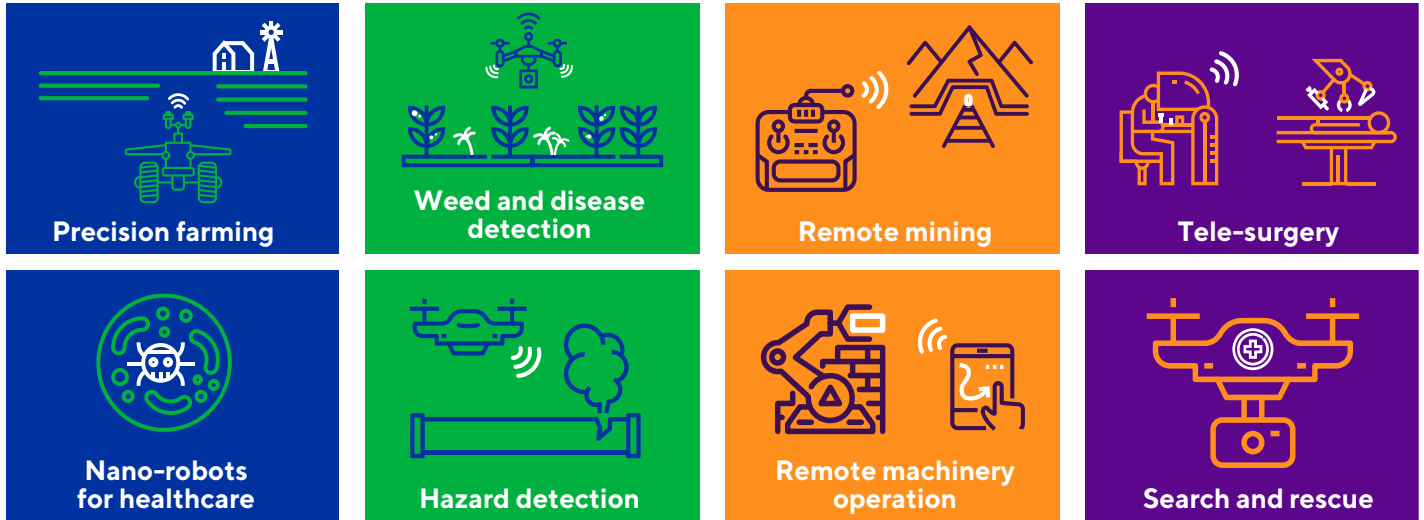 Precision farming
Weed and disease
detection
Remote mining
Tele-surgery
Nano-robots
for healthcare
Hazard detection
Remote machinery
operation
Search and rescue